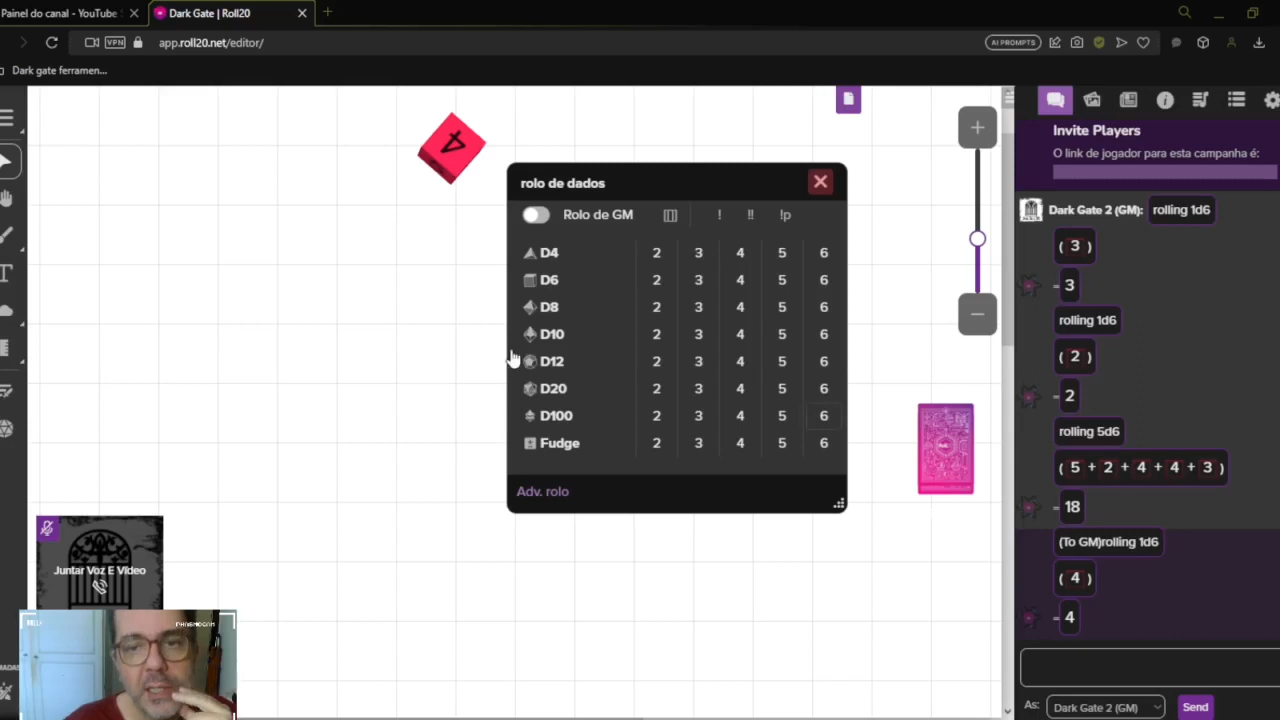 Painel do canal - YouTube
Dark Gate | Roll20
VPN
app.roll20.net/editor/
AI PROMPTS
Dark gate ferramen...
4
rolo de dados
Rolo de GM [[]] ! !! !p
D4 2 3 4 5 6
D6 2 3 4 5 6
D8 2 3 4 5 6
D10 2 3 4 5 6
D12 2 3 4 5 6
D20 2 3 4 5 6
D100 2 3 4 5 6
Fudge 2 3 4 5 6
Adv. rolo
Juntar Voz E Vídeo
Invite Players
O link de jogador para esta campanha é:
Dark Gate 2 (GM): rolling 1d6
( 3 )
= 3
rolling 1d6
( 2 )
= 2
rolling 5d6
( 5 + 2 + 4 + 4 + 3 )
= 18
(To GM)rolling 1d6
( 4 )
= 4
As: Dark Gate 2 (GM) Send